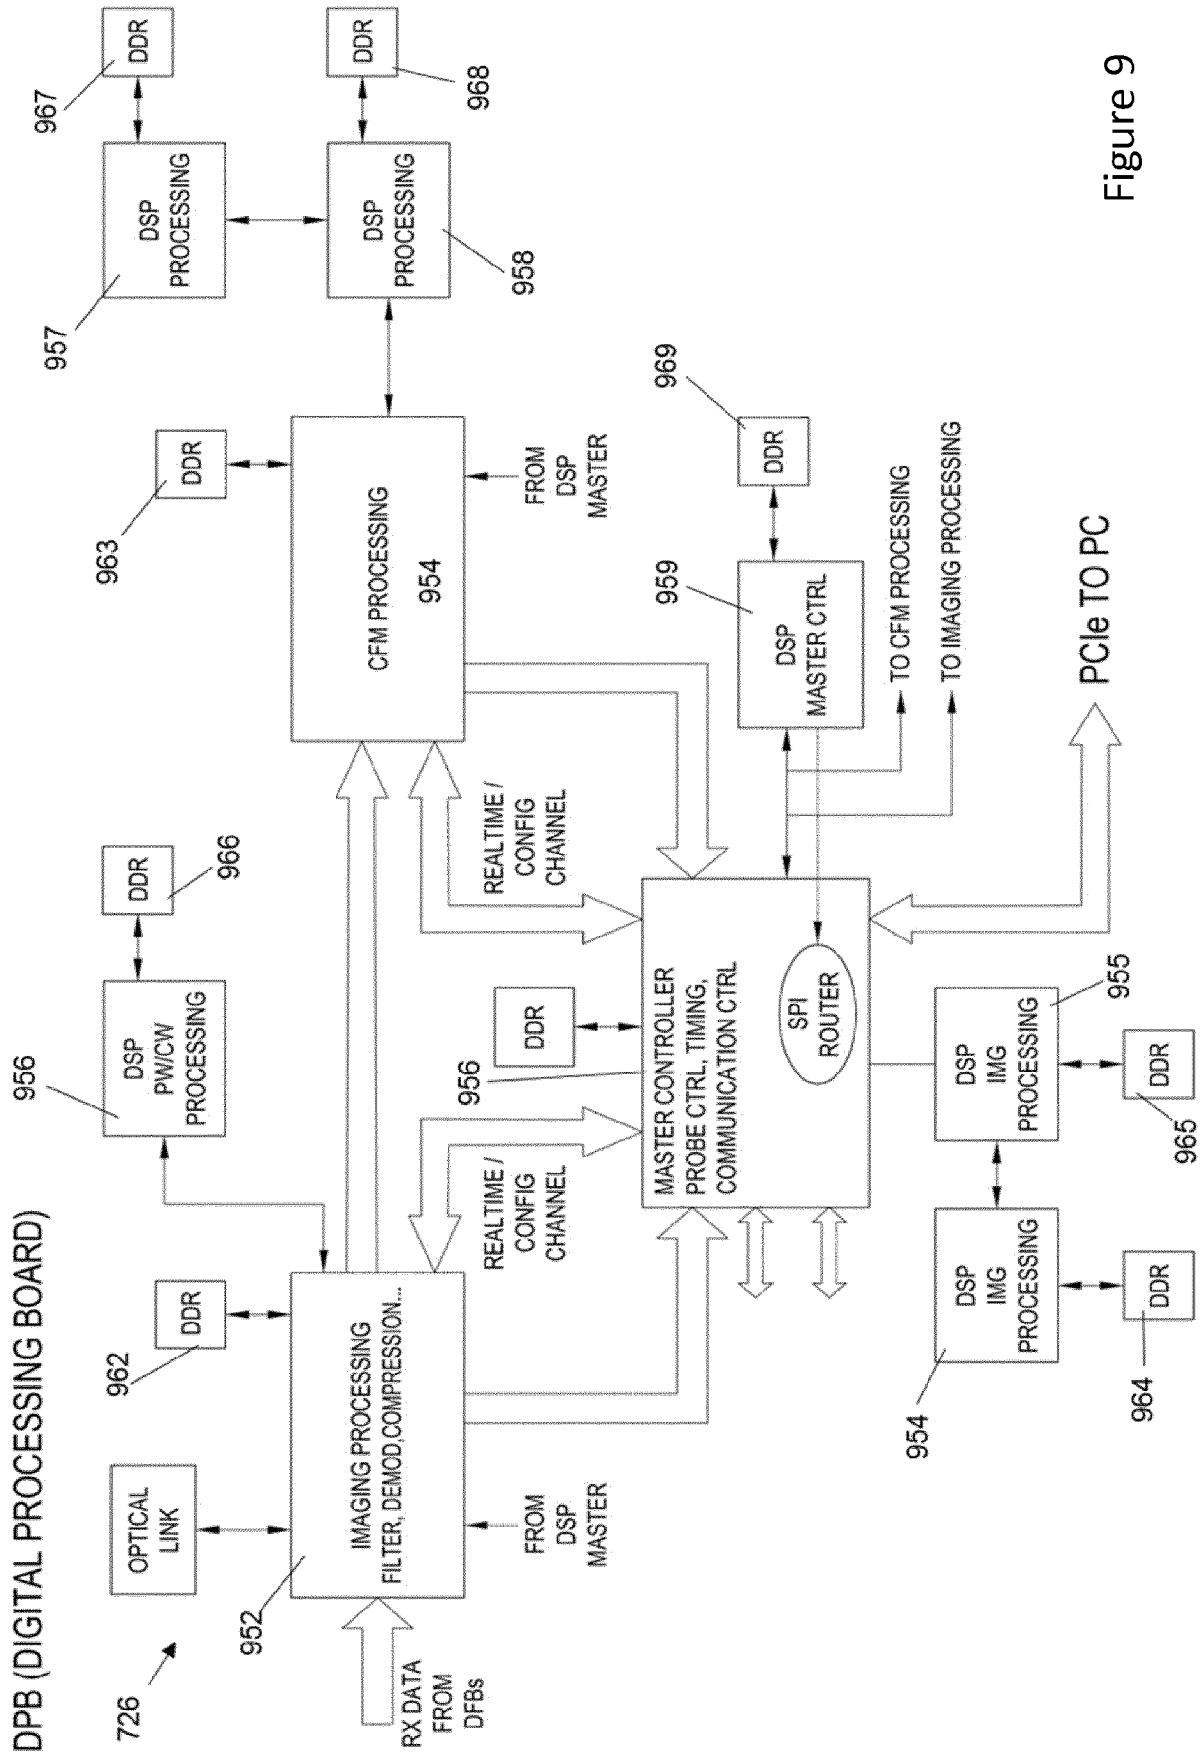 DPB (DIGITAL PROCESSING BOARD)
726
OPTICAL
LINK
962
DDR
956
DSP
PW/CW
PROCESSING
DDR
966
963
DDR
957
DSP
PROCESSING
967
DDR
DSP
PROCESSING
958
DDR
968
952
IMAGING PROCESSING
FILTER, DEMOD,COMPRESSION...
RX DATA
FROM
DFBs
FROM
DSP
MASTER
REALTIME /
CONFIG
CHANNEL
REALTIME /
CONFIG
CHANNEL
CFM PROCESSING
954
FROM
DSP
MASTER
DDR
956
MASTER CONTROLLER
PROBE CTRL, TIMING,
COMMUNICATION CTRL
SPI
ROUTER
959
DSP
MASTER CTRL
969
DDR
TO CFM PROCESSING
TO IMAGING PROCESSING
PCIe TO PC
954
DSP
IMG
PROCESSING
DSP
IMG
PROCESSING
955
964
DDR
965
DDR
Figure 9